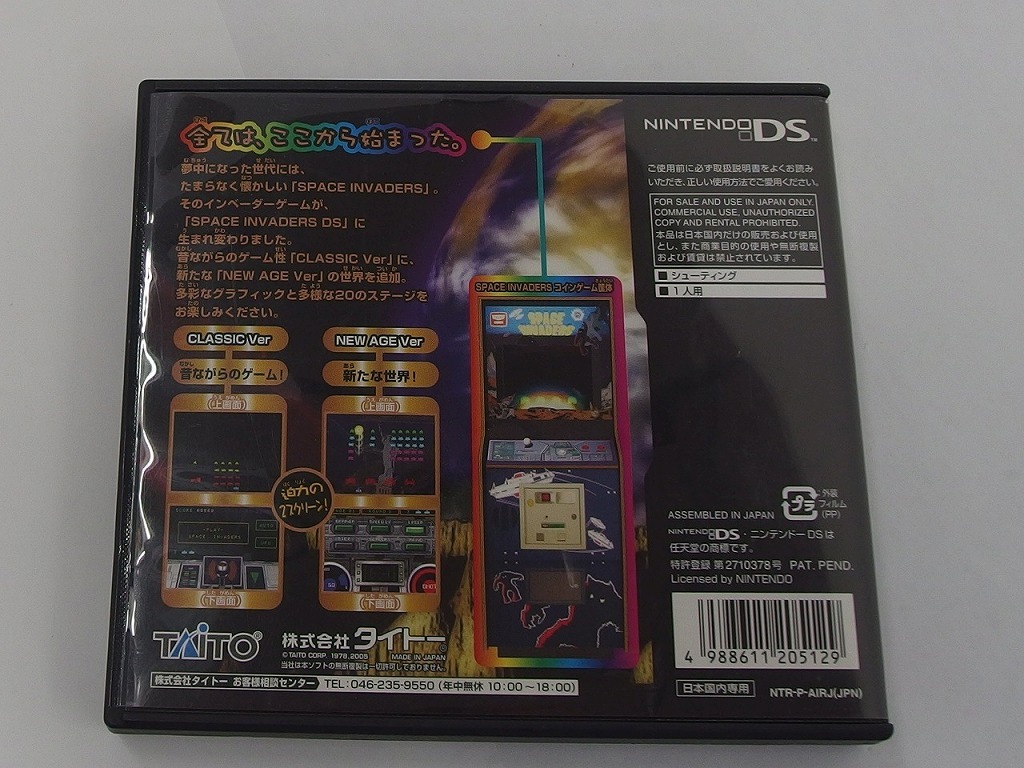 全ては、ここから始まった。
夢中になった世代には、
たまらなく懐かしい「SPACE INVADERS」。
そのインベーダーゲームが、
「SPACE INVADERS DS」に
生まれ変わりました。
昔ながらのゲーム性「CLASSIC Ver」に、
新たな「NEW AGE Ver」の世界を追加。
多彩なグラフィックと多様な20のステージを
お楽しみください。
CLASSIC Ver
昔ながらのゲーム!
(上画面)
(下画面)
NEW AGE Ver
新たな世界!
(上画面)
(下画面)
迫力の
2スクリーン!
SPACE INVADERS コインゲーム筐体
SPACE
INVADERS
-PLAY-
SPACE INVADERS
TAITO®
株式会社タイトー
©TAITO CORP. 1978, 2005
MADE IN JAPAN
当社は本ソフトの無断複製は一切許可しておりません。
株式会社タイトー お客様相談センター
TEL:046-235-9550 (年中無休 10:00~18:00)
NINTENDO DS™
ご使用前に必ず取扱説明書をよくお読み
いただき、正しい使用方法でご愛用ください。
FOR SALE AND USE IN JAPAN ONLY.
COMMERCIAL USE, UNAUTHORIZED
COPY AND RENTAL PROHIBITED.
本品は日本国内だけの販売および使用
とし、また商業目的の使用や無断複製
および賃貸は禁止されています。
■ シューティング
■ 1人用
ASSEMBLED IN JAPAN
プラ
外装
フィルム
(PP)
NINTENDO DS・ニンテンドーDSは
任天堂の商標です。
特許登録 第2710378号 PAT. PEND.
Licensed by NINTENDO
4 988611 205129
日本国内専用
NTR-P-AIRJ(JPN)